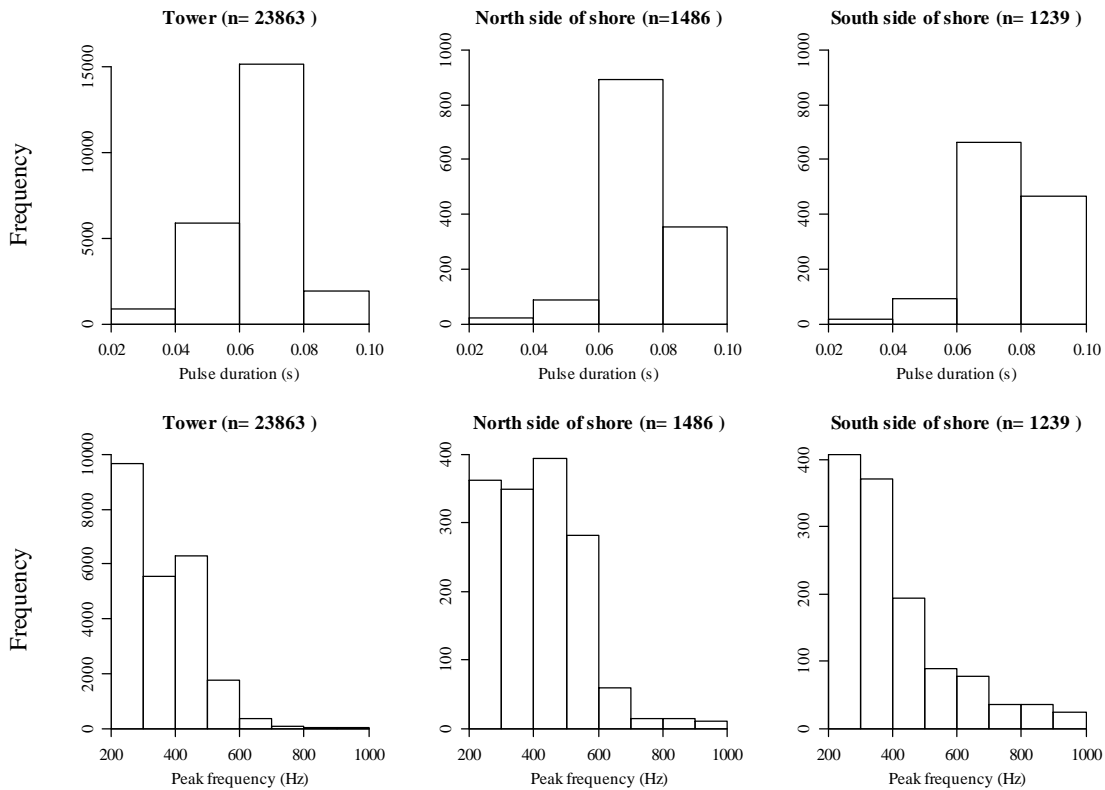 Tower (n= 23863 )
North side of shore (n=1486 )
South side of shore (n= 1239 )
Frequency
0 5000 10000 15000
0.02 0.04 0.06 0.08 0.10
Pulse duration (s)
0 200 400 600 800 1000
0.02 0.04 0.06 0.08 0.10
Pulse duration (s)
0 200 400 600 800 1000
0.02 0.04 0.06 0.08 0.10
Pulse duration (s)
Tower (n= 23863 )
North side of shore (n= 1486 )
South side of shore (n= 1239 )
Frequency
0 2000 4000 6000 8000 10000
200 400 600 800 1000
Peak frequency (Hz)
0 100 200 300 400
200 400 600 800 1000
Peak frequency (Hz)
0 100 200 300 400
200 400 600 800 1000
Peak frequency (Hz)